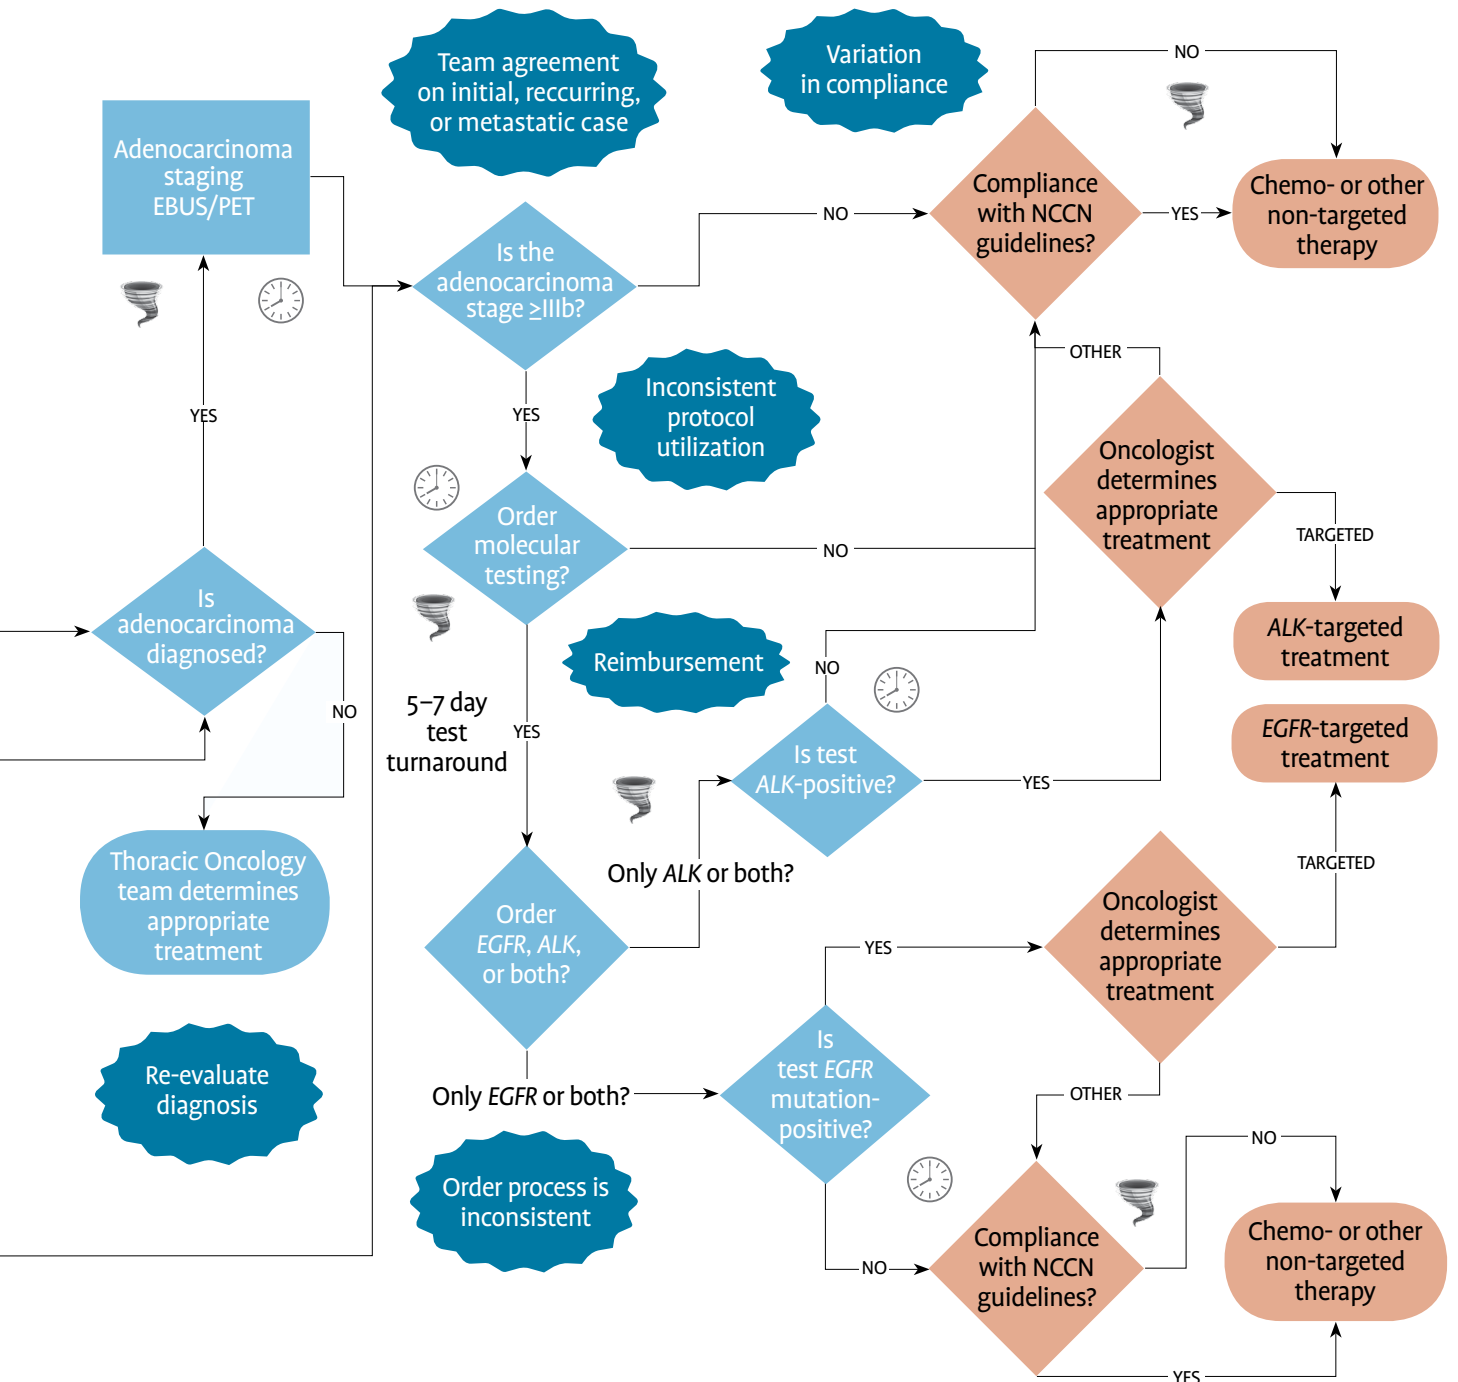 Team agreement
on initial, reccurring,
or metastatic case
Variation
in compliance
NO
Adenocarcinoma
staging
EBUS/PET
Compliance
with NCCN
guidelines?
YES
Chemo- or other
non-targeted
therapy
NO
Is the
adenocarcinoma
stage ≥IIIb?
OTHER
YES
YES
Inconsistent
protocol
utilization
Oncologist
determines
appropriate
treatment
TARGETED
Order
molecular
testing?
NO
Is
adenocarcinoma
diagnosed?
NO
ALK-targeted
treatment
Reimbursement
NO
5–7 day
test
turnaround
YES
EGFR-targeted
treatment
Is test
ALK-positive?
YES
Only ALK or both?
TARGETED
Thoracic Oncology
team determines
appropriate
treatment
Order
EGFR, ALK,
or both?
YES
Oncologist
determines
appropriate
treatment
Re-evaluate
diagnosis
Only EGFR or both?
Is
test EGFR
mutation-
positive?
OTHER
NO
Order process is
inconsistent
NO
Compliance
with NCCN
guidelines?
Chemo- or other
non-targeted
therapy
YES